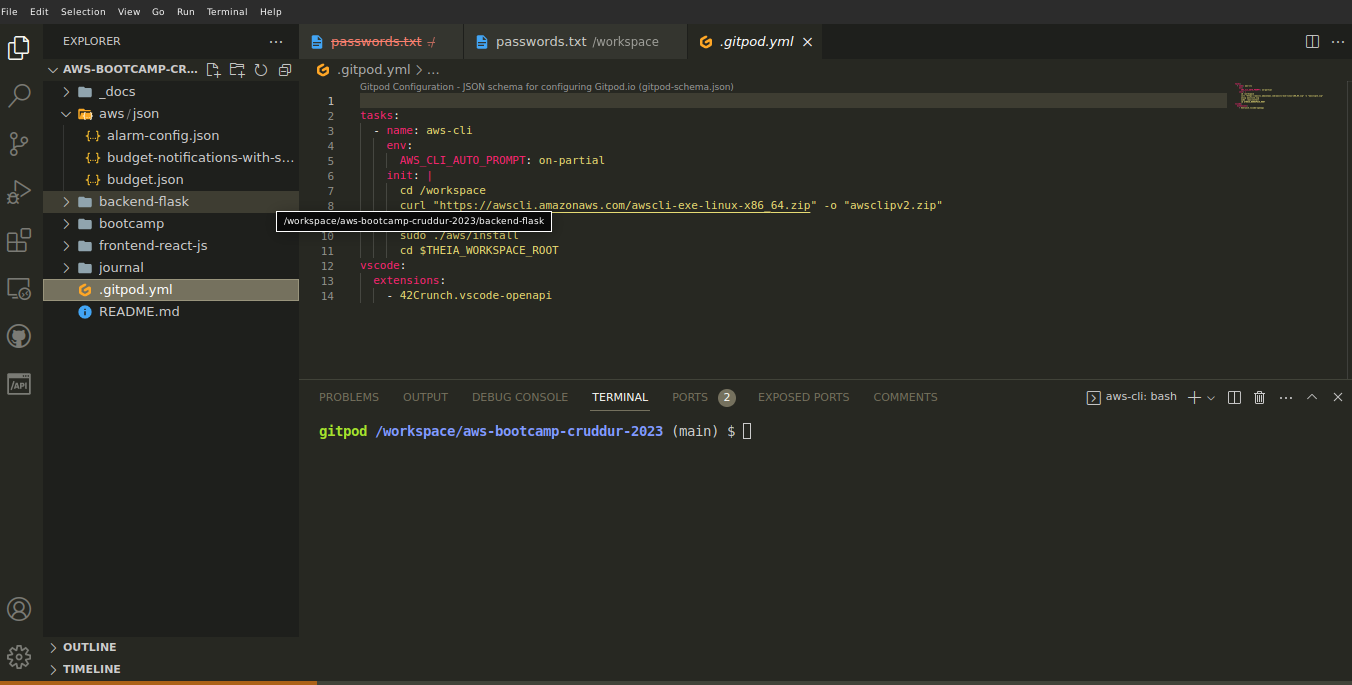 File Edit Selection View Go Run Terminal Help
EXPLORER
passwords.txt
passwords.txt /workspace
.gitpod.yml
AWS-BOOTCAMP-CR...
_docs
aws / json
alarm-config.json
budget-notifications-with-s...
budget.json
backend-flask
bootcamp
frontend-react-js
journal
.gitpod.yml
README.md
OUTLINE
TIMELINE
/API
.gitpod.yml > ...
Gitpod Configuration - JSON schema for configuring Gitpod.io (gitpod-schema.json)
1
2 tasks:
3 - name: aws-cli
4 env:
5 AWS_CLI_AUTO_PROMPT: on-partial
6 init: |
7 cd /workspace
8 curl "https://awscli.amazonaws.com/awscli-exe-linux-x86_64.zip" -o "awsclipv2.zip"
/workspace/aws-bootcamp-cruddur-2023/backend-flask
10 sudo ./aws/install
11 cd $THEIA_WORKSPACE_ROOT
12 vscode:
13 extensions:
14 - 42Crunch.vscode-openapi
PROBLEMS OUTPUT DEBUG CONSOLE TERMINAL PORTS 2 EXPOSED PORTS COMMENTS
aws-cli: bash
gitpod /workspace/aws-bootcamp-cruddur-2023 (main) $